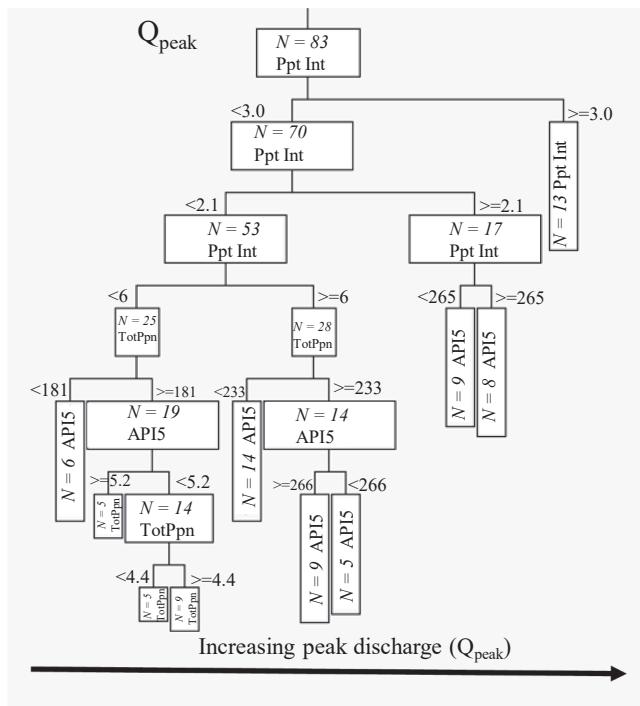 Q_peak
N = 83
Ppt Int
<3.0
>=3.0
N = 70
Ppt Int
N = 13 Ppt Int
<2.1
>=2.1
N = 53
Ppt Int
N = 17
Ppt Int
<6
>=6
<265
>=265
N = 25
TotPpn
N = 28
TotPpn
N = 9 API5
N = 8 API5
<181
>=181
<233
>=233
N = 6 API5
N = 19
API5
N = 14 API5
N = 14
API5
>=5.2
<5.2
>=266
<266
N = 5
TotPpn
N = 14
TotPpn
N = 9 API5
N = 5 API5
<4.4
>=4.4
N = 5
TotPpn
N = 9
TotPpn
Increasing peak discharge (Q_peak)